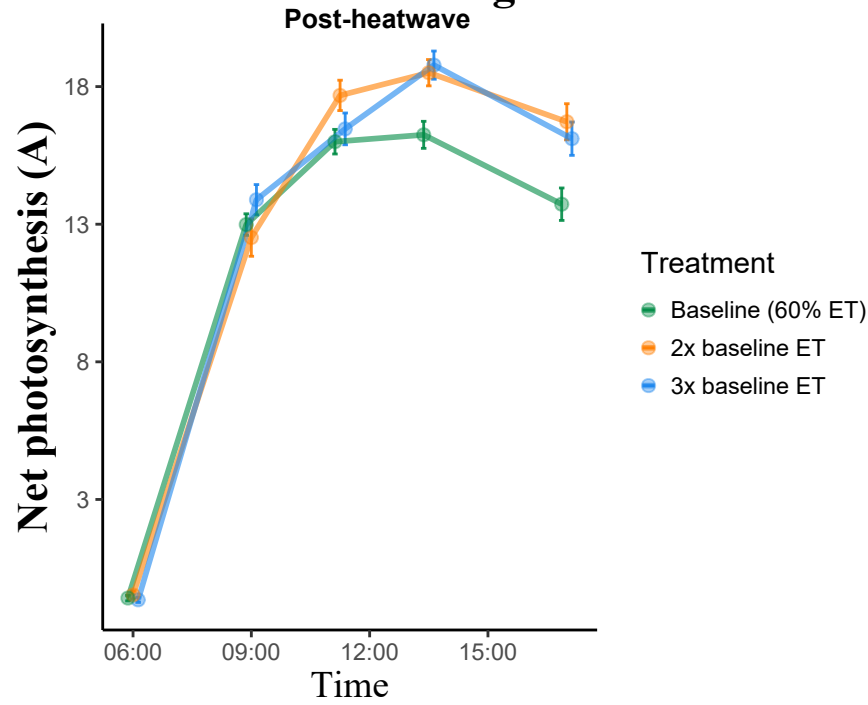 Post-heatwave
Net photosynthesis (A)
18
13
8
3
06:00
09:00
12:00
15:00
Time
Treatment
Baseline (60% ET)
2x baseline ET
3x baseline ET